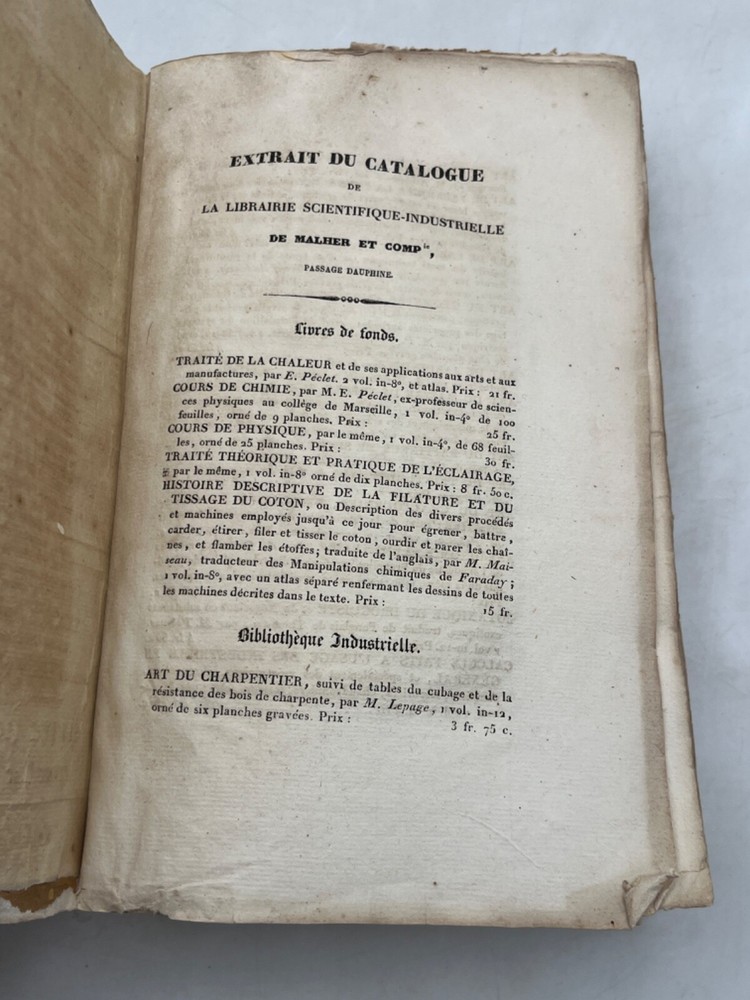 EXTRAIT DU CATALOGUE
DE
LA LIBRAIRIE SCIENTIFIQUE-INDUSTRIELLE
DE MALHER ET COMPie,
PASSAGE DAUPHINE.
Livres de fonds.
TRAITÉ DE LA CHALEUR et de ses applications aux arts et aux
manufactures, par E. Péclet. 2 vol. in-8°, et atlas. Prix : 21 fr.
COURS DE CHIMIE, par M. E. Péclet, ex-professeur de scien-
ces physiques au collége de Marseille, 1 vol. in-4° de 100
feuilles, orné de 9 planches. Prix : 25 fr.
COURS DE PHYSIQUE, par le même, 1 vol. in-4°, de 68 feuil-
les, orné de 25 planches. Prix : 30 fr.
TRAITÉ THÉORIQUE ET PRATIQUE DE L'ÉCLAIRAGE,
par le même, 1 vol. in-8° orné de dix planches. Prix : 8 fr. 50 c.
HISTOIRE DESCRIPTIVE DE LA FILATURE ET DU
TISSAGE DU COTON, ou Description des divers procédés
et machines employés jusqu'à ce jour pour égrener, battre,
carder, étirer, filer et tisser le coton, ourdir et parer les chaî-
nes, et flamber les étoffes; traduite de l'anglais, par M. Mai-
seau, traducteur des Manipulations chimiques de Faraday;
1 vol. in-8°, avec un atlas séparé renfermant les dessins de toutes
les machines décrites dans le texte. Prix : 15 fr.
Bibliothèque Industrielle.
ART DU CHARPENTIER, suivi de tables du cubage et de la
résistance des bois de charpente, par M. Lepage, 1 vol. in-12,
orné de six planches gravées. Prix : 3 fr. 75 c.